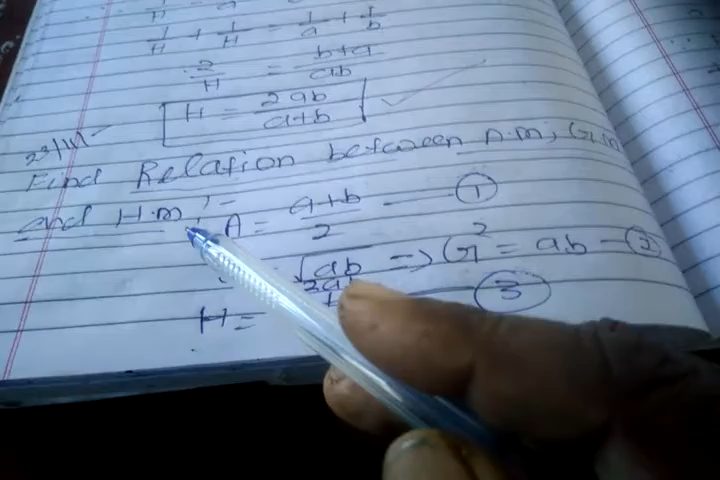 1/H + 1/H = 1/a + 1/b
2/H = b+a/ab
H = 2ab/a+b
Find Relation between A.m, G.m
and H.m :-
A = a+b/2 — ①
√ab => G² = ab — ②
H = — ③